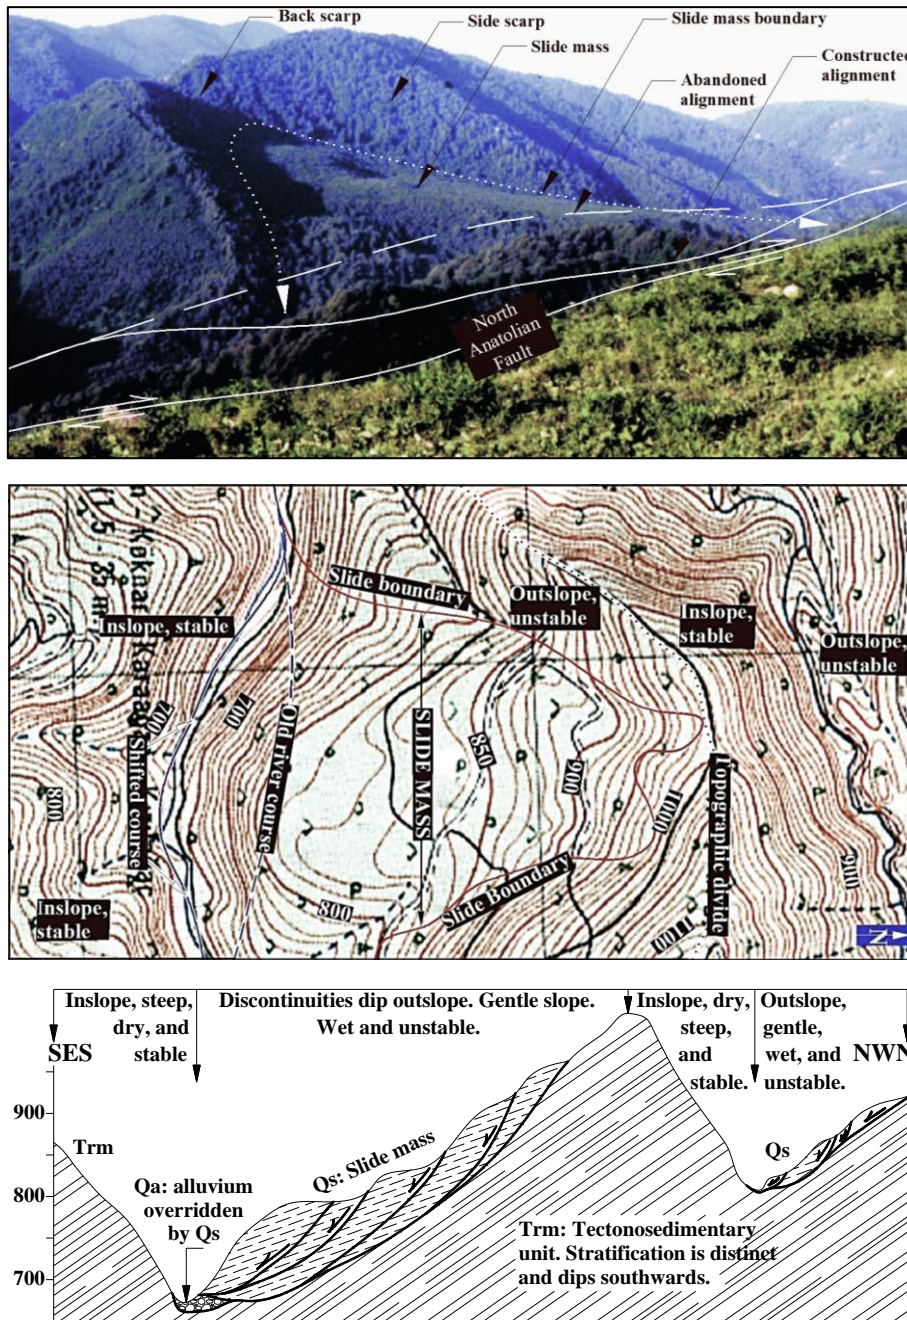 Back scarp
Side scarp
Slide mass boundary
Slide mass
Constructed
alignment
Abandoned
alignment
North
Anatolian
Fault
Slide boundary
Outslope,
unstable
Inslope,
stable
Inslope, stable
Outslope,
unstable
700
700
Old river course
SLIDE MASS
850
900
800
Shifted course
1000
Topographic divide
900
Inslope,
stable
800
Slide Boundary
1100
N
Inslope, steep,
dry, and
stable
Discontinuities dip outslope. Gentle slope.
Wet and unstable.
Inslope, dry,
steep,
and
stable.
Outslope,
gentle,
wet, and
unstable.
SES
NWN
900
800
700
Trm
Qs: Slide mass
Qs
Qa: alluvium
overridden
by Qs
Trm: Tectonosedimentary
unit. Stratification is distinct
and dips southwards.